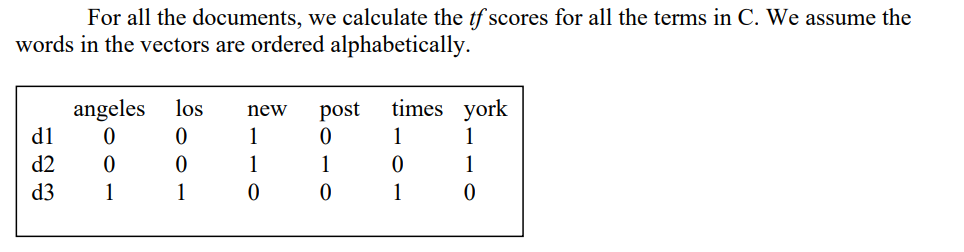 For all the documents, we calculate the tf scores for all the terms in C. We assume the
words in the vectors are ordered alphabetically.
angeles los new post times york
d1 0 0 1 0 1 1
d2 0 0 1 1 0 1
d3 1 1 0 0 1 0